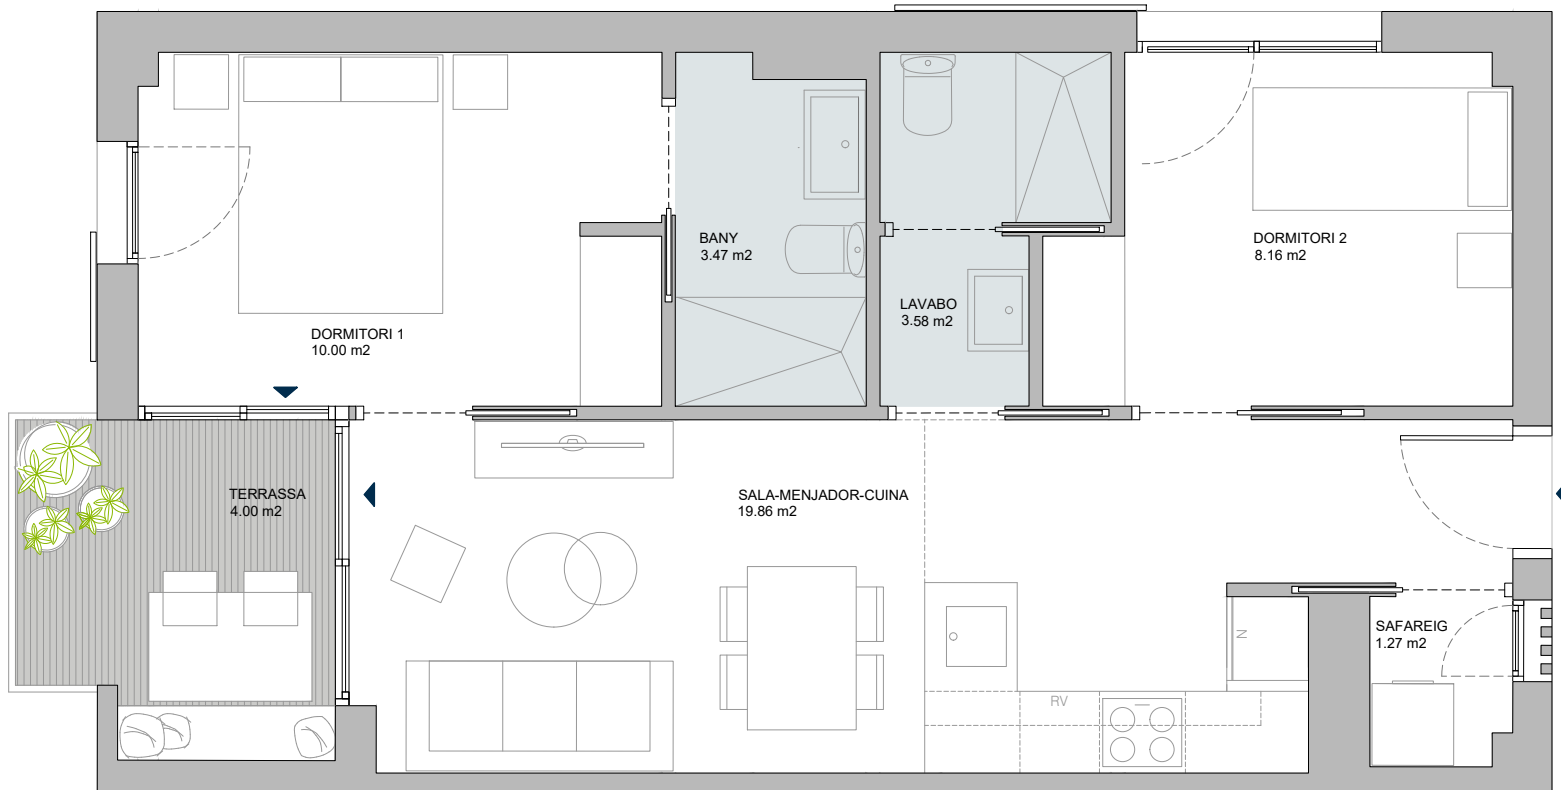 BANY
3.47 m2
DORMITORI 2
8.16 m2
LAVABO
3.58 m2
DORMITORI 1
10.00 m2
TERRASSA
4.00 m2
SALA-MENJADOR-CUINA
19.86 m2
SAFAREIG
1.27 m2
N
RV